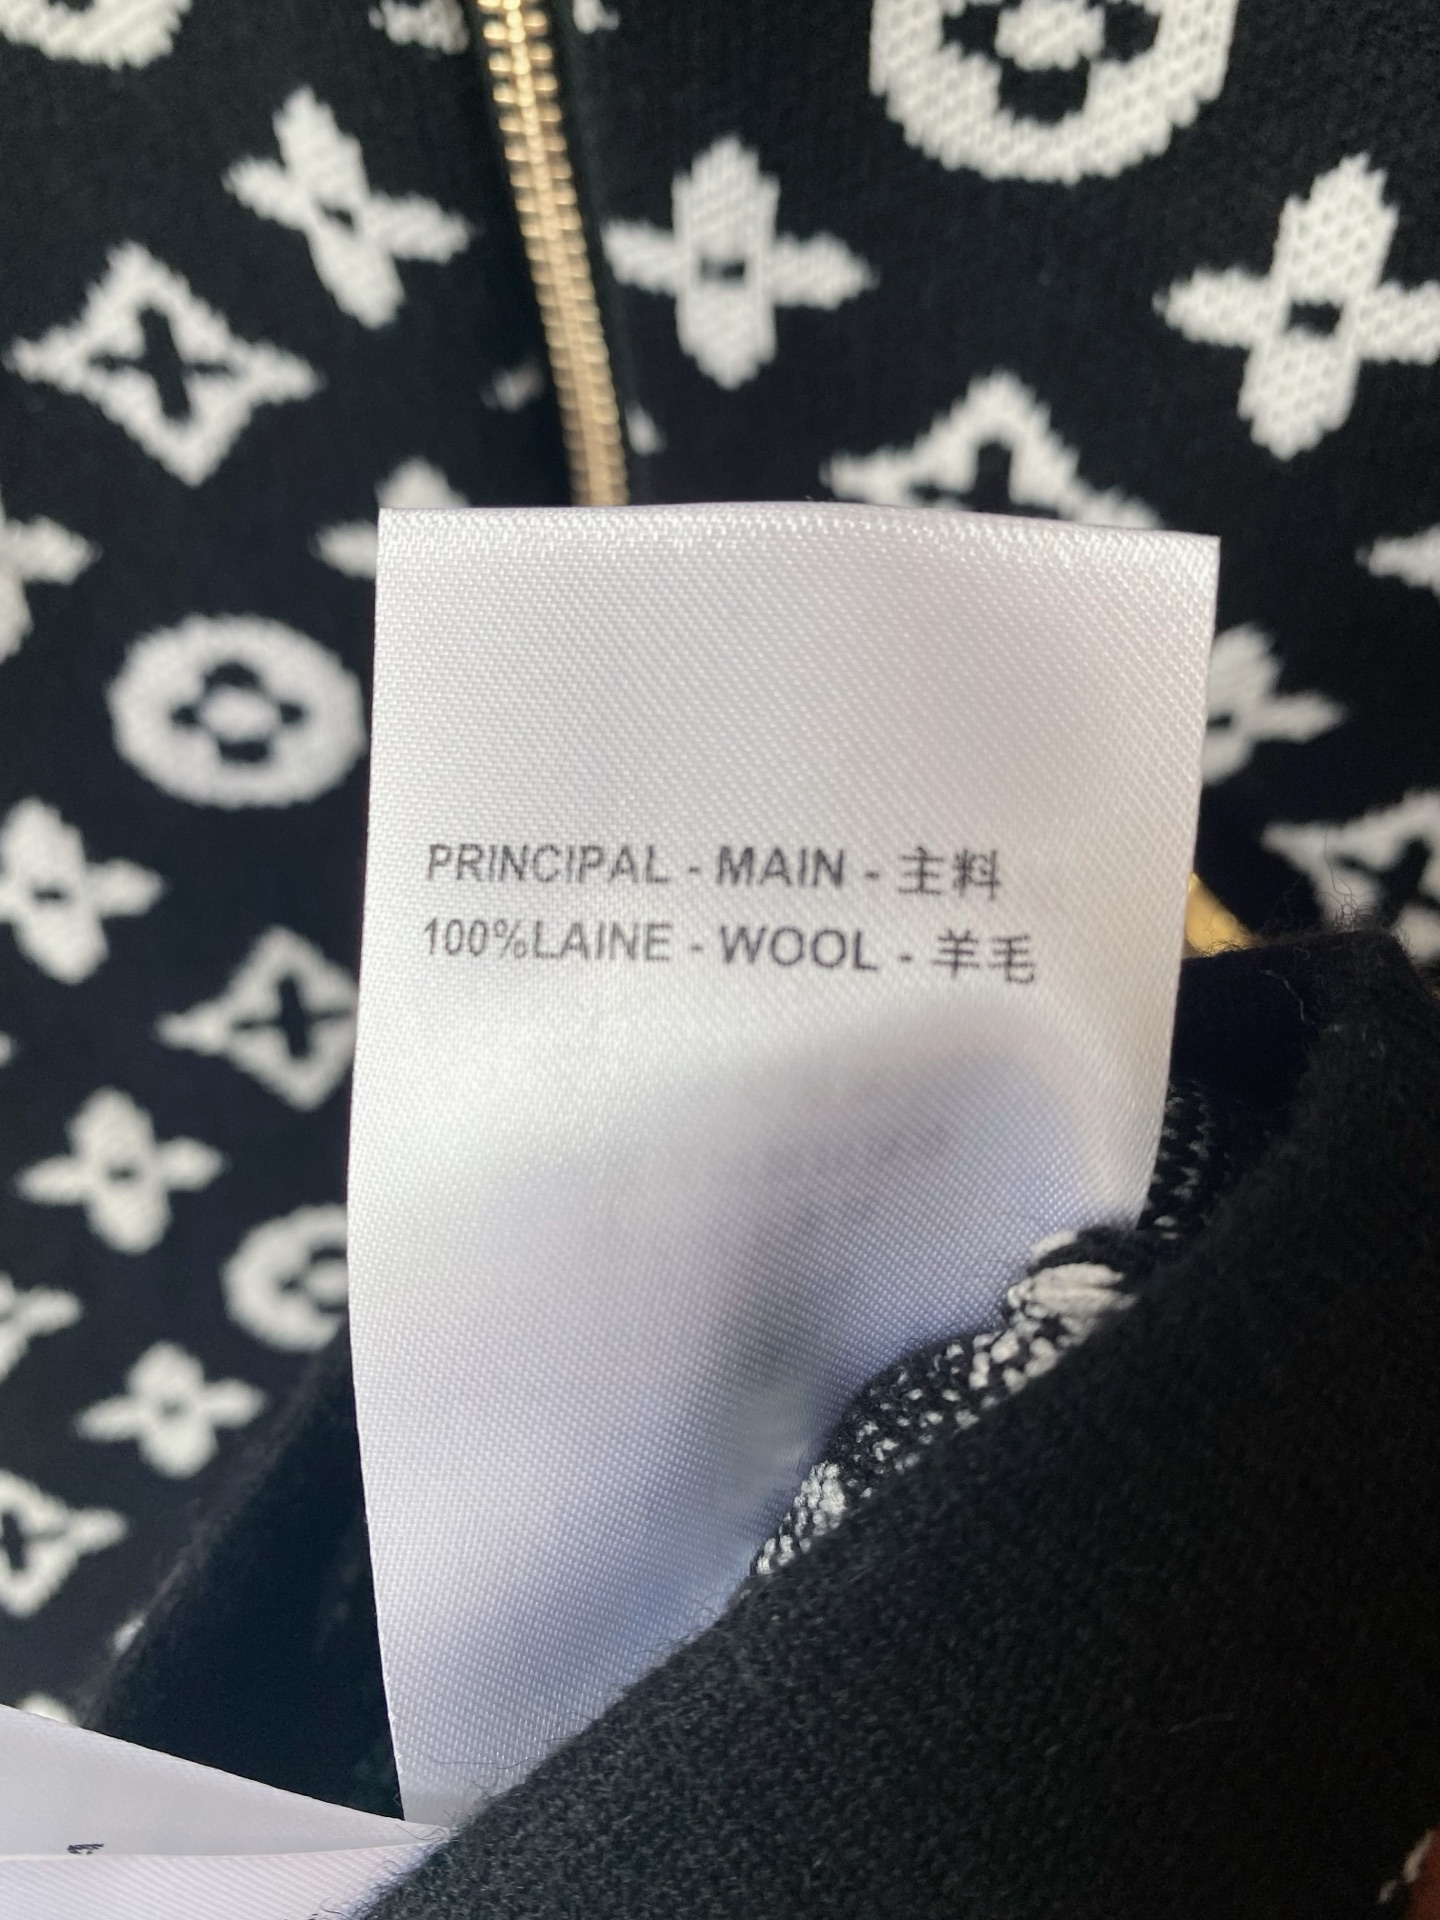 PRINCIPAL - MAIN - 主料
100%LAINE - WOOL - 羊毛